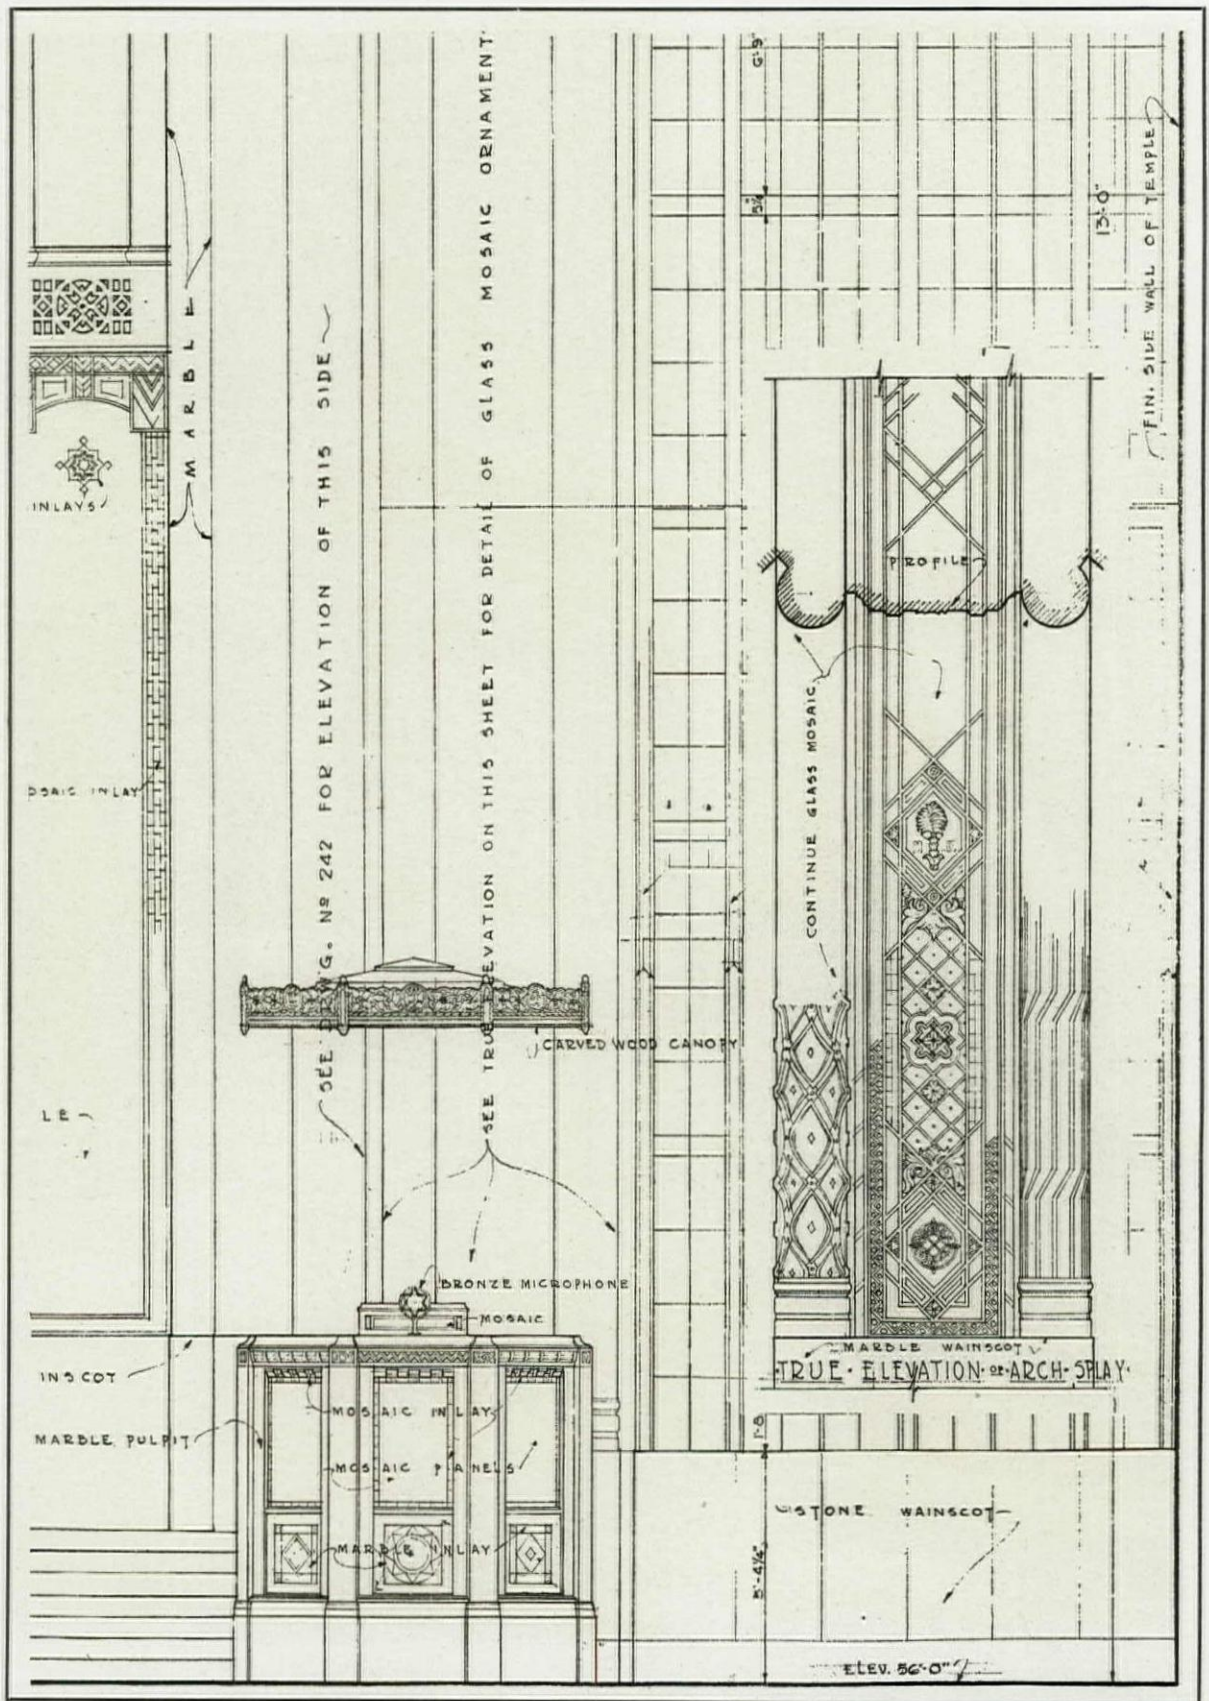 MARBLE
SEE TRUE ELEVATION ON THIS SHEET FOR DETAIL OF GLASS MOSAIC ORNAMENT
SEE DWG. Nº 242 FOR ELEVATION OF THIS SIDE
6'-9"
13'-0"
FIN. SIDE WALL OF TEMPLE
INLAYS
PROFILE
CONTINUE GLASS MOSAIC
OSAIC INLAY
CARVED WOOD CANOPY
LE
BRONZE MICROPHONE
MOSAIC
MARBLE WAINSCOT
TRUE · ELEVATION · OF · ARCH · SPLAY ·
INSCOT
MOSAIC INLAY
MARBLE PULPIT
MOSAIC PANELS
1'-8
STONE WAINSCOT
MARBLE INLAY
ELEV. 56'-0"